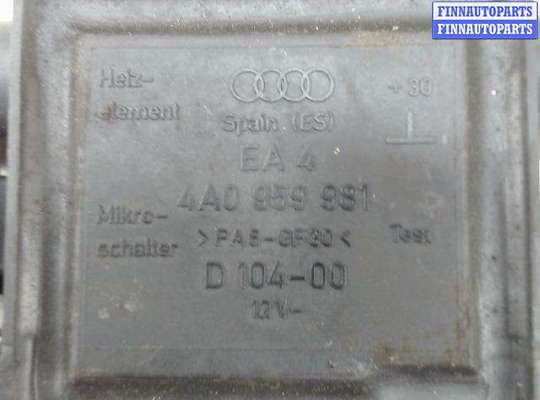 FINNAUTOPARTS
FINNAUTOPARTS
Heiz-
element
Spain (ES)
+ 30
EA 4
4A0 959 981
Mikro-
schalter
>PA6-GF30<
Test
D 104-00
12V-